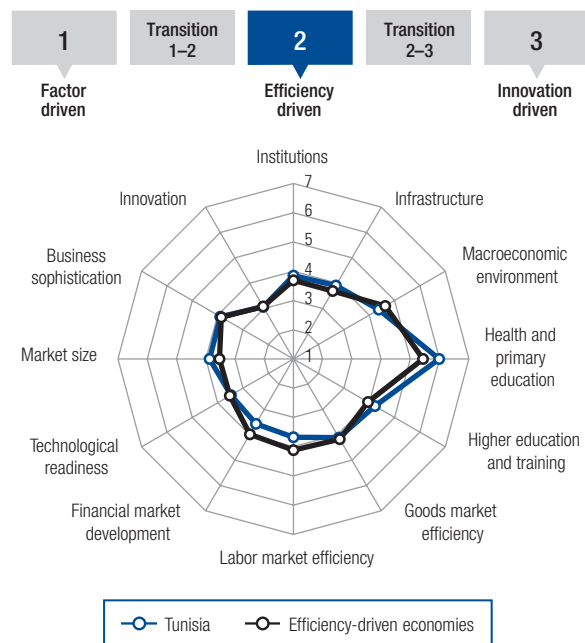 1
Transition
1–2
2
Transition
2–3
3
Factor
driven
Efficiency
driven
Innovation
driven
Institutions
Infrastructure
Macroeconomic
environment
Health and
primary
education
Higher education
and training
Goods market
efficiency
Labor market efficiency
Financial market
development
Technological
readiness
Market size
Business
sophistication
Innovation
7
6
5
4
3
2
1
Tunisia
Efficiency-driven economies